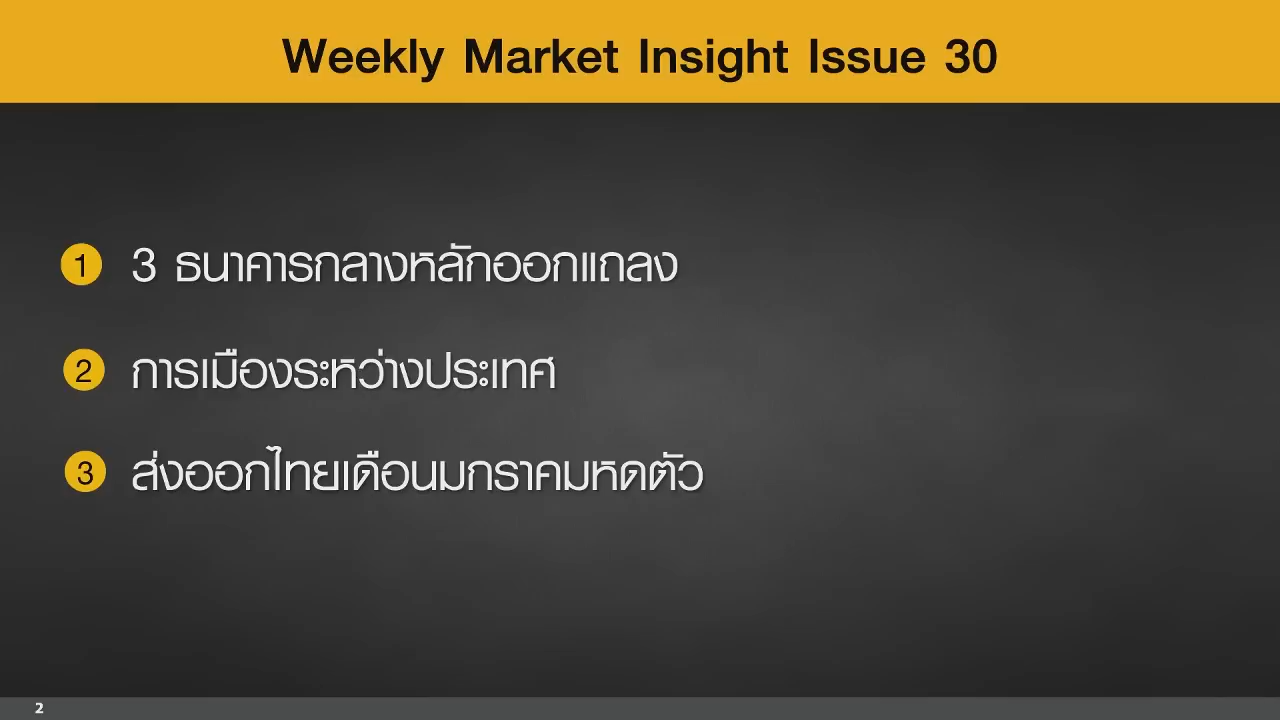 Weekly Market Insight Issue 30
1 3 ธนาคารกลางหลักออกแถลง
2 การเมืองระหว่างประเทศ
3 ส่งออกไทยเดือนมกราคมหดตัว
2